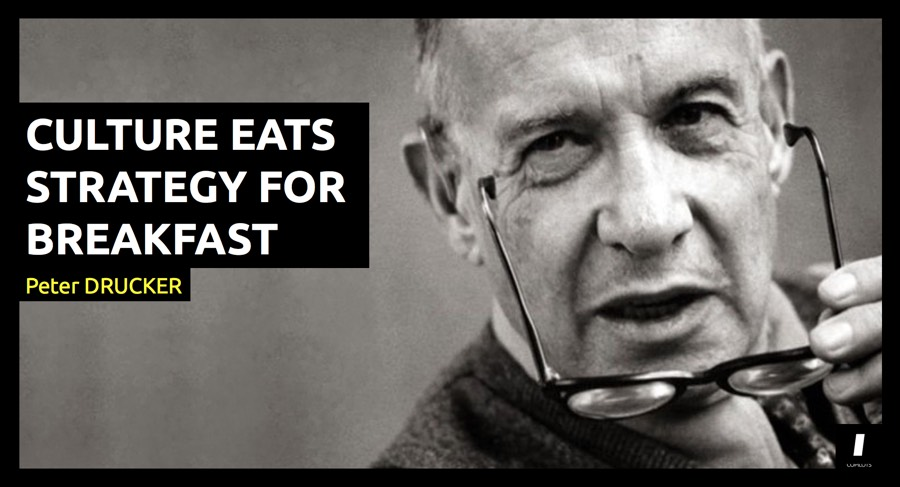 CULTURE EATS
STRATEGY FOR
BREAKFAST
Peter DRUCKER